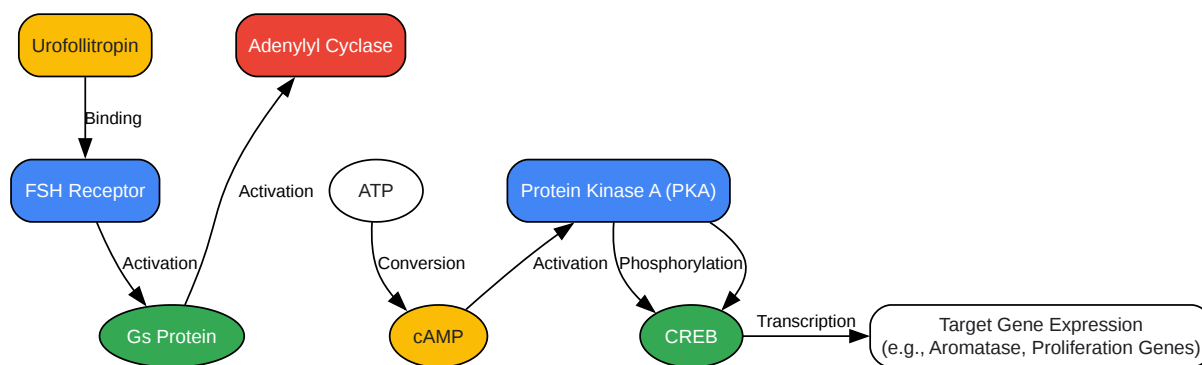 Urofollitropin
Adenylyl Cyclase
Binding
FSH Receptor
Activation
ATP
Protein Kinase A (PKA)
Activation
Conversion
Activation
Phosphorylation
Gs Protein
cAMP
CREB
Transcription
Target Gene Expression
(e.g., Aromatase, Proliferation Genes)